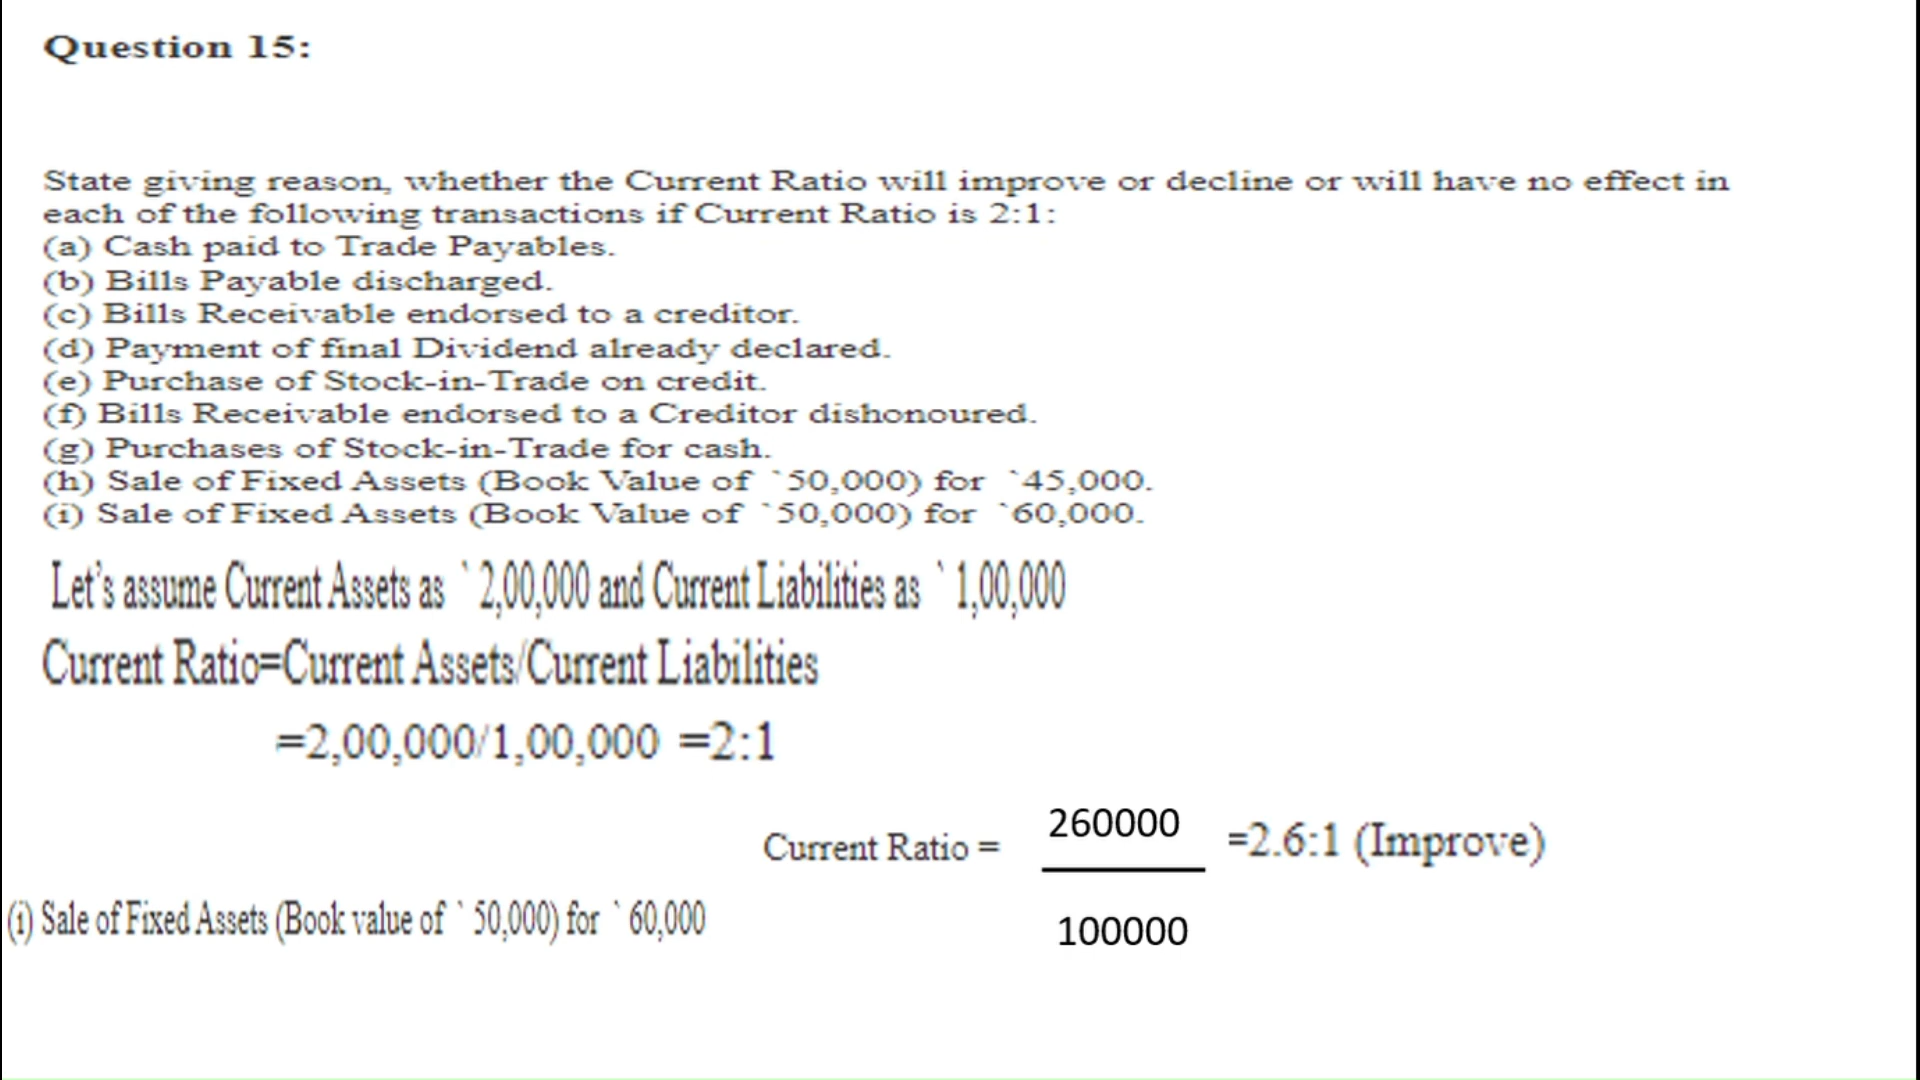 Question 15:
State giving reason, whether the Current Ratio will improve or decline or will have no effect in
each of the following transactions if Current Ratio is 2:1:
(a) Cash paid to Trade Payables.
(b) Bills Payable discharged.
(c) Bills Receivable endorsed to a creditor.
(d) Payment of final Dividend already declared.
(e) Purchase of Stock-in-Trade on credit.
(f) Bills Receivable endorsed to a Creditor dishonoured.
(g) Purchases of Stock-in-Trade for cash.
(h) Sale of Fixed Assets (Book Value of `50,000) for `45,000.
(i) Sale of Fixed Assets (Book Value of `50,000) for `60,000.
Let's assume Current Assets as ` 2,00,000 and Current Liabilities as ` 1,00,000
Current Ratio=Current Assets/Current Liabilities
=2,00,000/1,00,000 =2:1
260000
Current Ratio = =2.6:1 (Improve)
(i) Sale of Fixed Assets (Book value of ` 50,000) for ` 60,000
100000